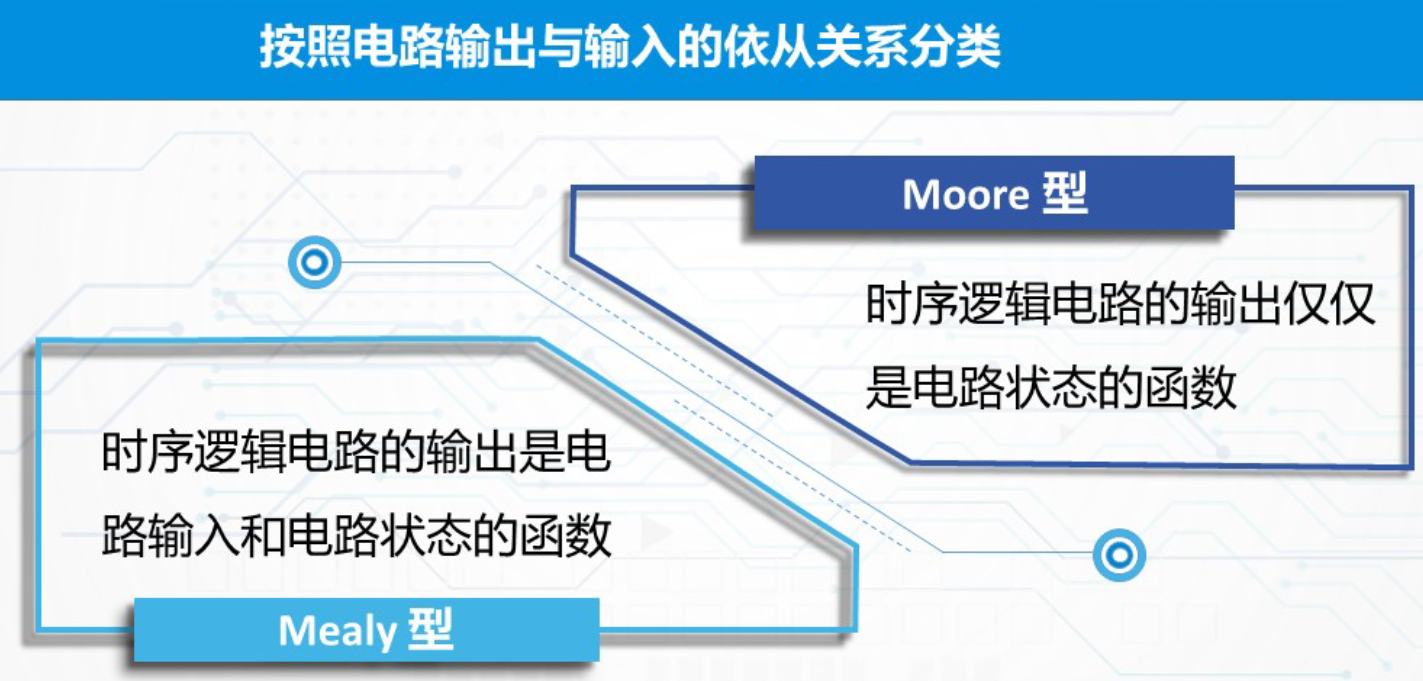 按照电路输出与输入的依从关系分类
Moore 型
时序逻辑电路的输出仅仅
是电路状态的函数
时序逻辑电路的输出是电
路输入和电路状态的函数
Mealy 型